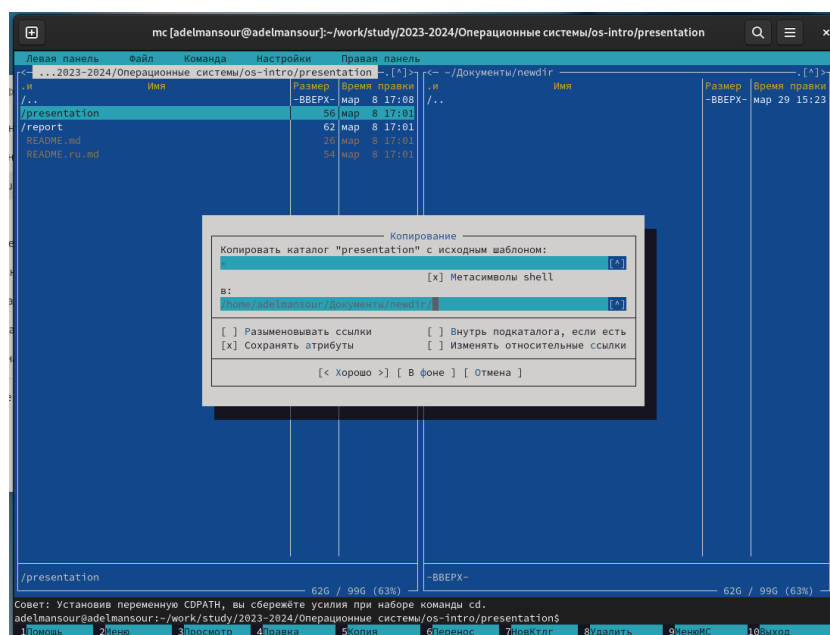 mc [adelmansour@adelmansour]:~/work/study/2023-2024/Операционные системы/os-intro/presentation
Левая панель Файл Команда Настройки Правая панель
<— ...2023-2024/Операционные системы/os-intro/presentation —.[^]> <— ~/Документы/newdir —.[^]>
.и Имя Размер Время правки .и Имя Размер Время правки
/.. -ВВЕРХ- мар 8 17:08 /.. -ВВЕРХ- мар 29 15:23
/presentation 56 мар 8 17:01
/report 62 мар 8 17:01
README.md 26 мар 8 17:01
README.ru.md 54 мар 8 17:01
Копирование
Копировать каталог "presentation" с исходным шаблоном:
* [^]
[x] Метасимволы shell
в:
/home/adelmansour/Документы/newdir/ [^]
[ ] Разыменовывать ссылки [ ] Внутрь подкаталога, если есть
[x] Сохранять атрибуты [ ] Изменять относительные ссылки
[< Хорошо >] [ В фоне ] [ Отмена ]
/presentation -ВВЕРХ-
62G / 99G (63%) 62G / 99G (63%)
Совет: Установив переменную CDPATH, вы сбережёте усилия при наборе команды cd.
adelmansour@adelmansour:~/work/study/2023-2024/Операционные системы/os-intro/presentation$
1Помощь 2Меню 3Просмотр 4Правка 5Копия 6Перенос 7НовКтлг 8Удалить 9МенюMC 10Выход